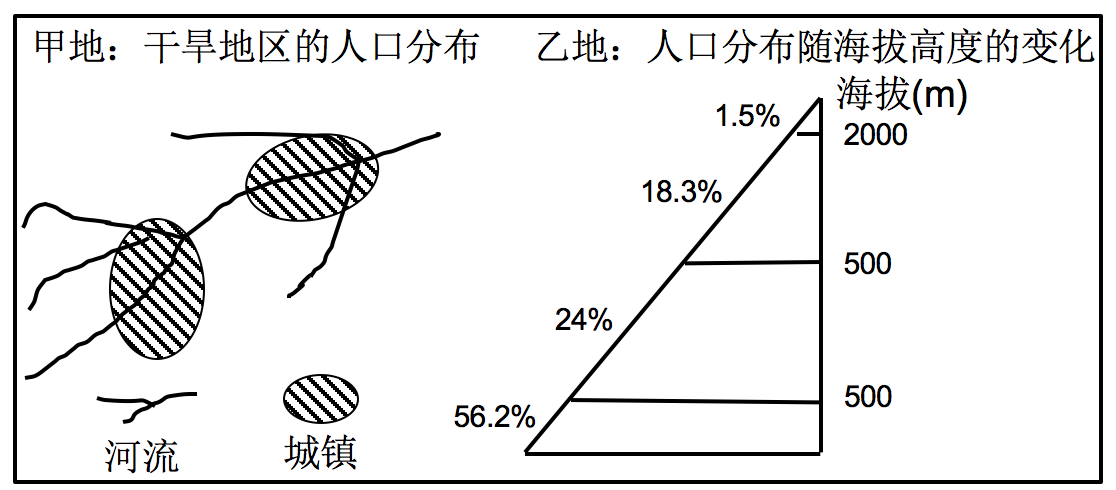 甲地：干旱地区的人口分布
乙地：人口分布随海拔高度的变化
海拔(m)
1.5%
2000
18.3%
500
24%
500
56.2%
河流
城镇